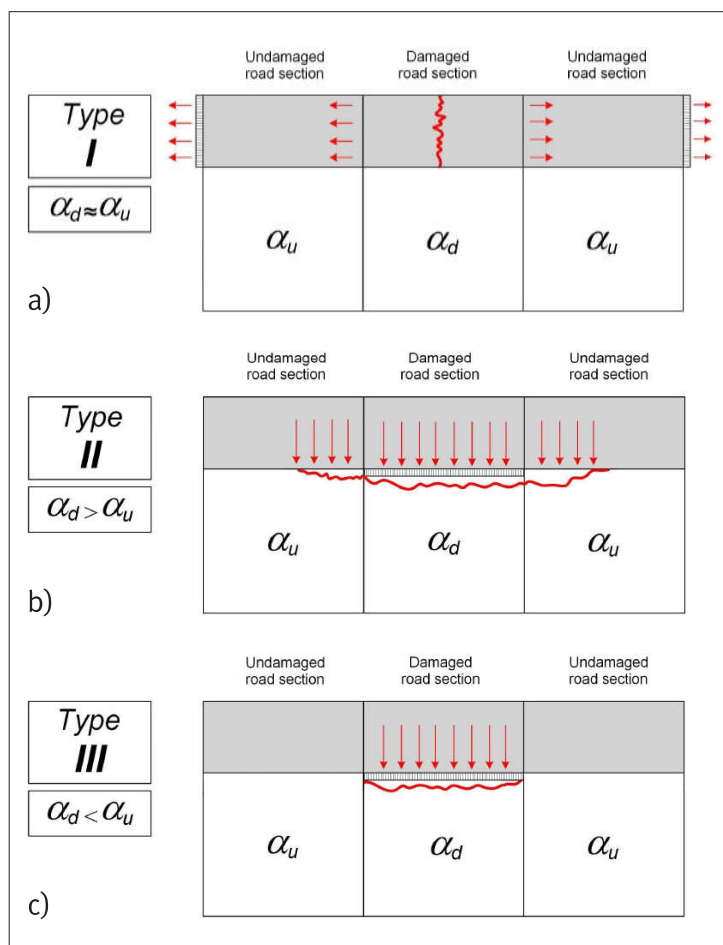 Undamaged
road section
Damaged
road section
Undamaged
road section
Type
I
αd≈αu
αu
αd
αu
a)
Undamaged
road section
Damaged
road section
Undamaged
road section
Type
II
αd > αu
αu
αd
αu
b)
Undamaged
road section
Damaged
road section
Undamaged
road section
Type
III
αd < αu
αu
αd
αu
c)